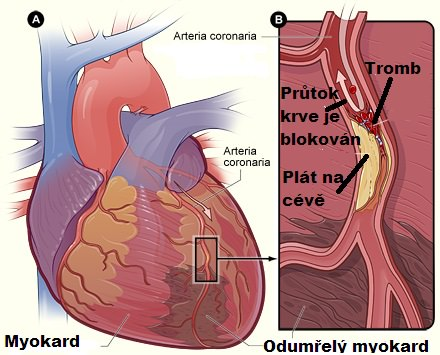 A
B
Arteria coronaria
Tromb
Průtok
krve je
blokován
Arteria
coronaria
Plát na
cévě
Myokard
Odumřelý myokard